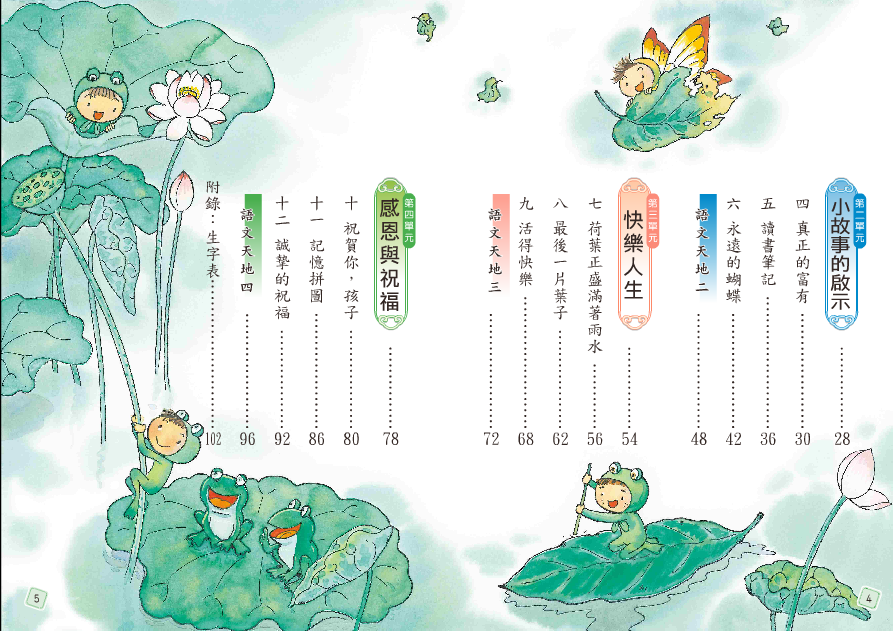 第二單元
小故事的啟示 28
四 真正的富有 30
五 讀書筆記 36
六 永遠的蝴蝶 42
語文天地二 48
第三單元
快樂人生 54
七 荷葉正盛滿著雨水 56
八 最後一片葉子 62
九 活得快樂 68
語文天地三 72
第四單元
感恩與祝福 78
十 祝賀你，孩子 80
十一 記憶拼圖 86
十二 誠摯的祝福 92
語文天地四 96
附錄：生字表 102
4
5